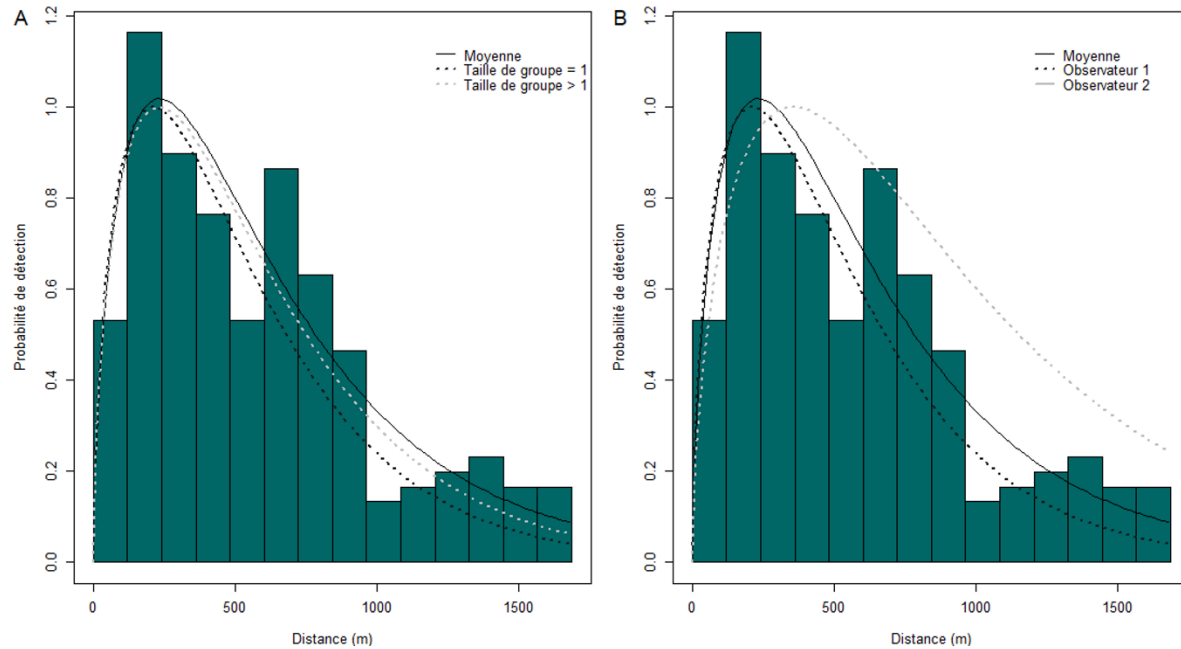 A
Probabilité de détection
1.2
1.0
0.8
0.6
0.4
0.2
0.0
Moyenne
Taille de groupe = 1
Taille de groupe > 1
0
500
1000
1500
Distance (m)
B
Probabilité de détection
1.2
1.0
0.8
0.6
0.4
0.2
0.0
Moyenne
Observateur 1
Observateur 2
0
500
1000
1500
Distance (m)